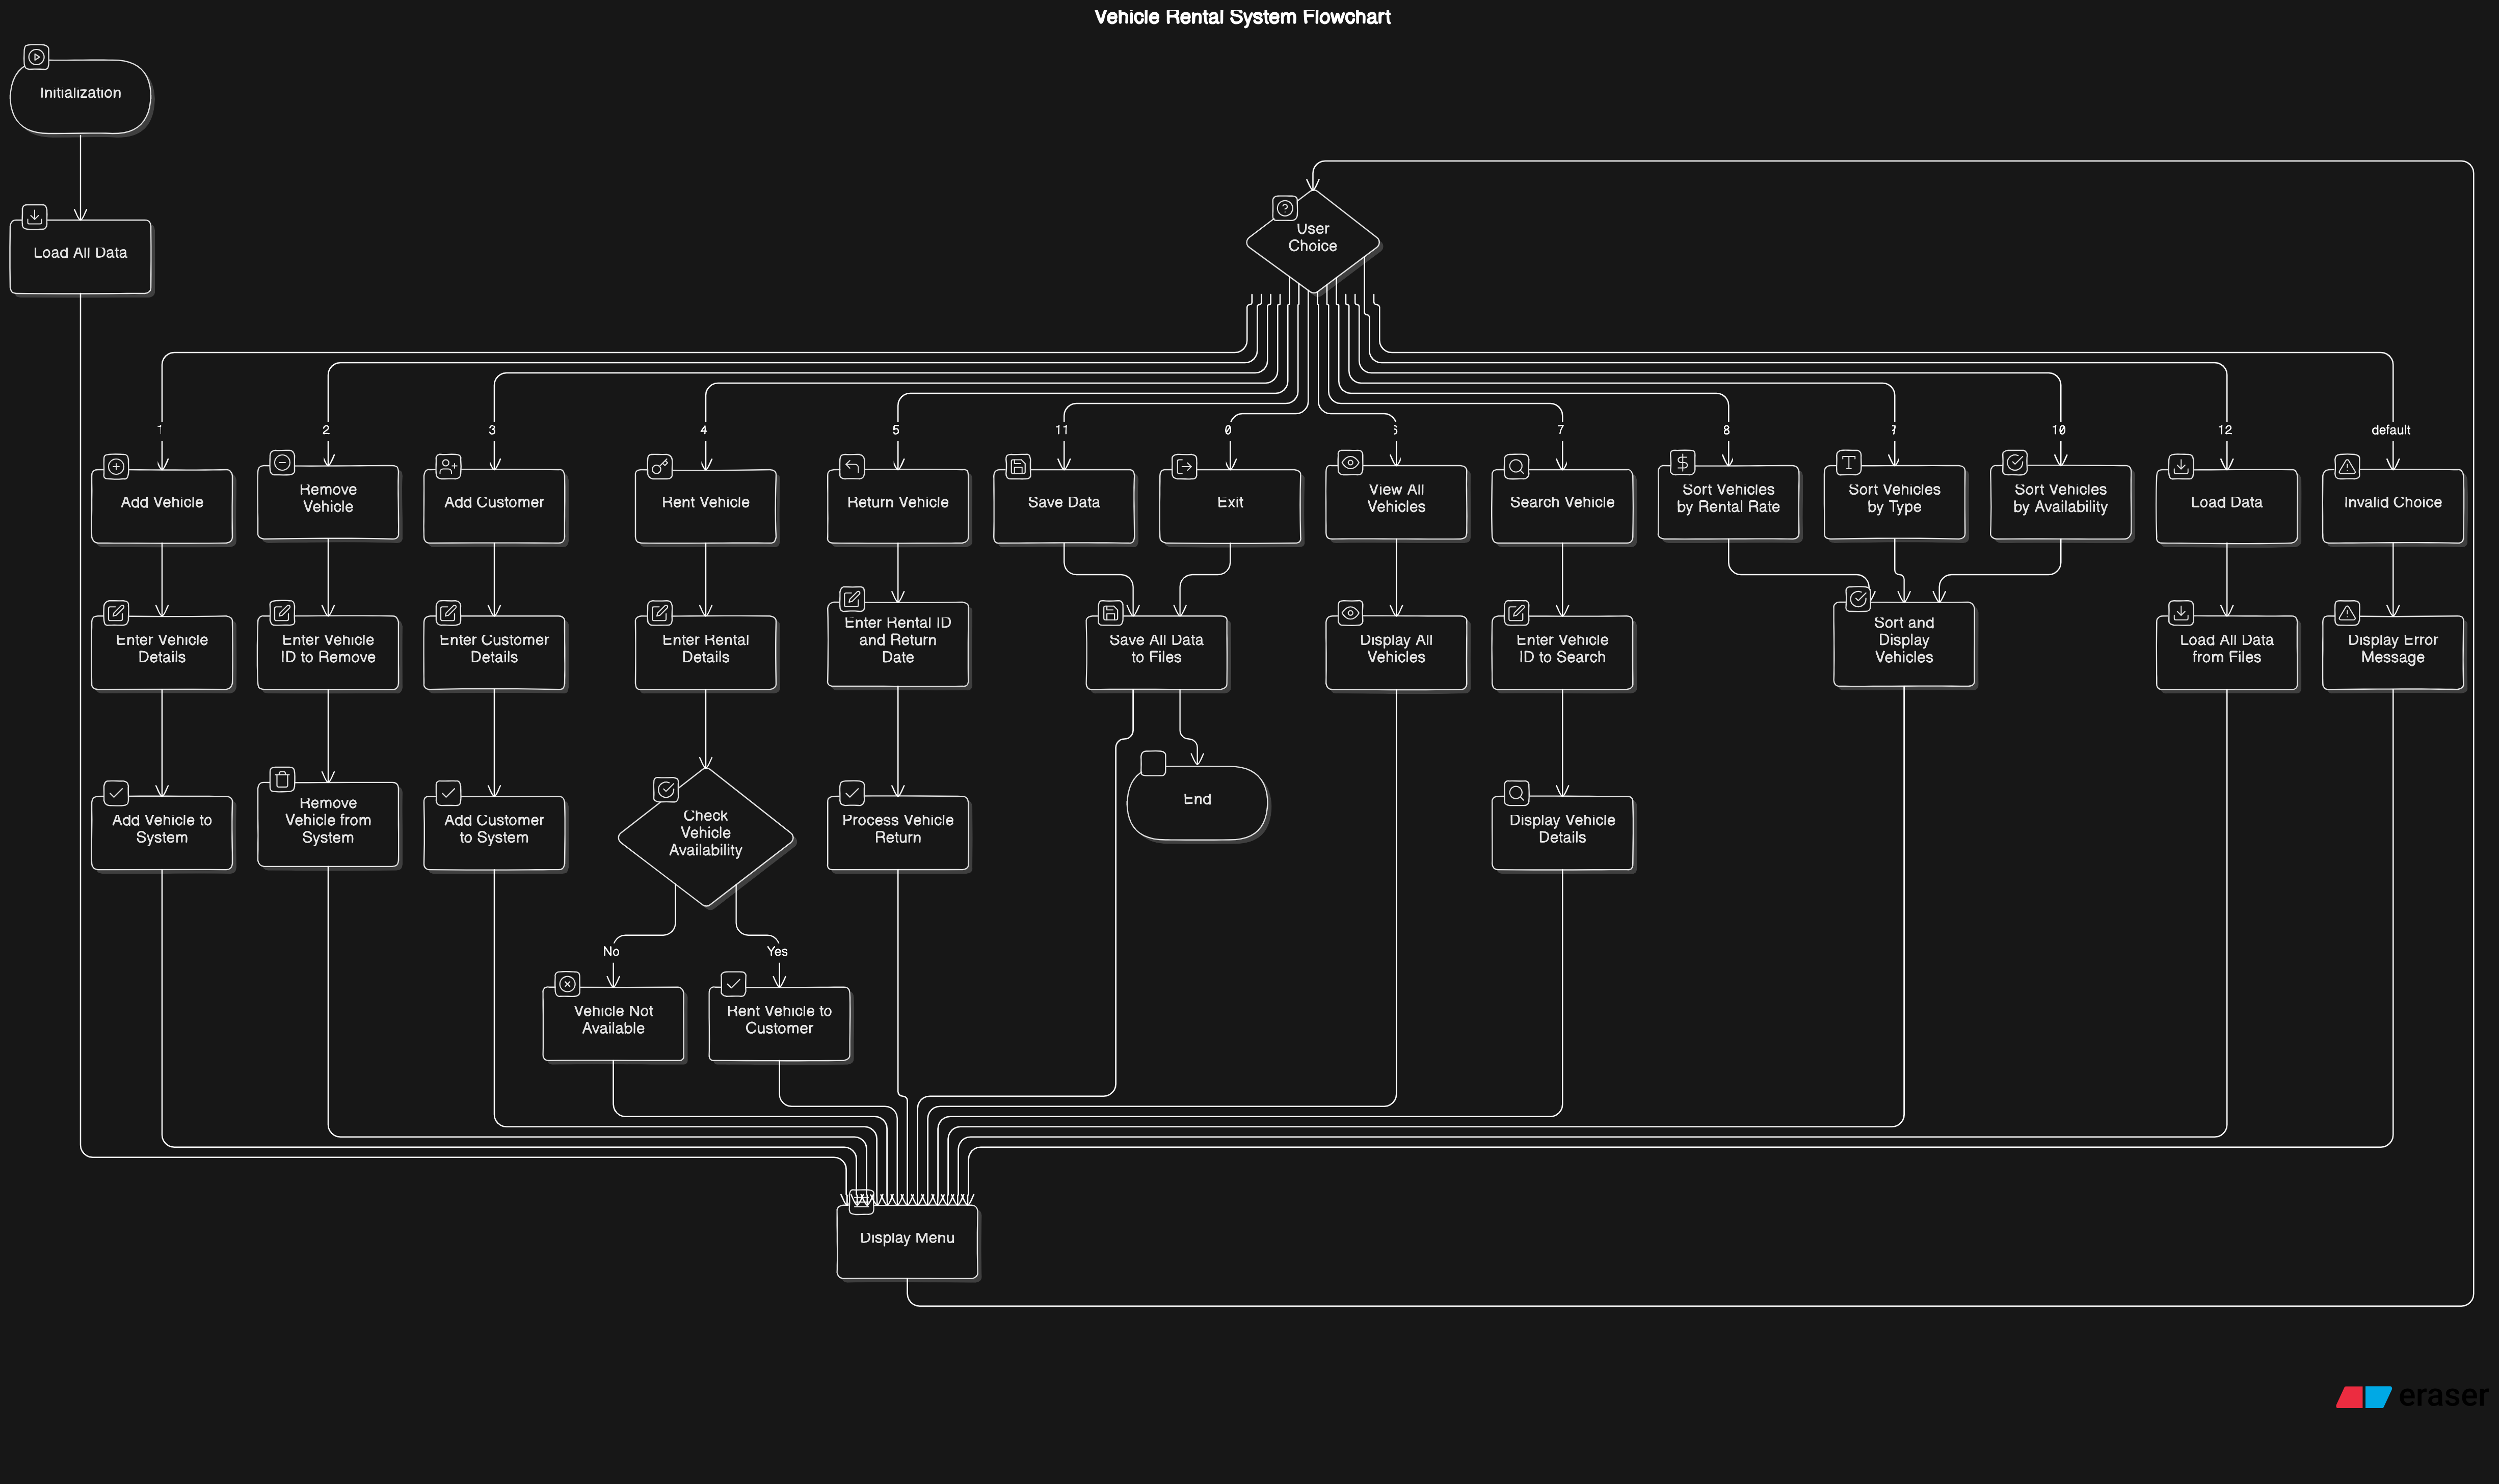 Vehicle Rental System Flowchart
Initialization
Load All Data
User
Choice
1
2
3
4
5
11
0
6
7
8
10
12
default
Add Vehicle
Remove
Vehicle
Add Customer
Rent Vehicle
Return Vehicle
Save Data
Exit
View All
Vehicles
Search Vehicle
Sort Vehicles
by Rental Rate
Sort Vehicles
by Type
Sort Vehicles
by Availability
Load Data
Invalid Choice
Enter Vehicle
Details
Enter Vehicle
ID to Remove
Enter Customer
Details
Enter Rental
Details
Enter Rental ID
and Return
Date
Save All Data
to Files
Display All
Vehicles
Enter Vehicle
ID to Search
Sort and
Display
Vehicles
Load All Data
from Files
Display Error
Message
Add Vehicle to
System
Remove
Vehicle from
System
Add Customer
to System
Check
Vehicle
Availability
Process Vehicle
Return
End
Display Vehicle
Details
No
Yes
Vehicle Not
Available
Rent Vehicle to
Customer
Display Menu
eraser